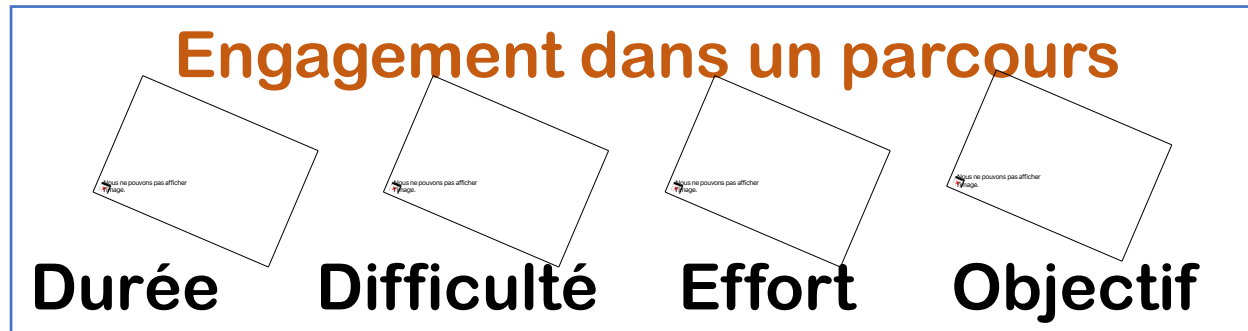 Engagement dans un parcours
Nous ne pouvons pas afficher
l'image.
Nous ne pouvons pas afficher
l'image.
Nous ne pouvons pas afficher
l'image.
Nous ne pouvons pas afficher
l'image.
Durée Difficulté Effort Objectif